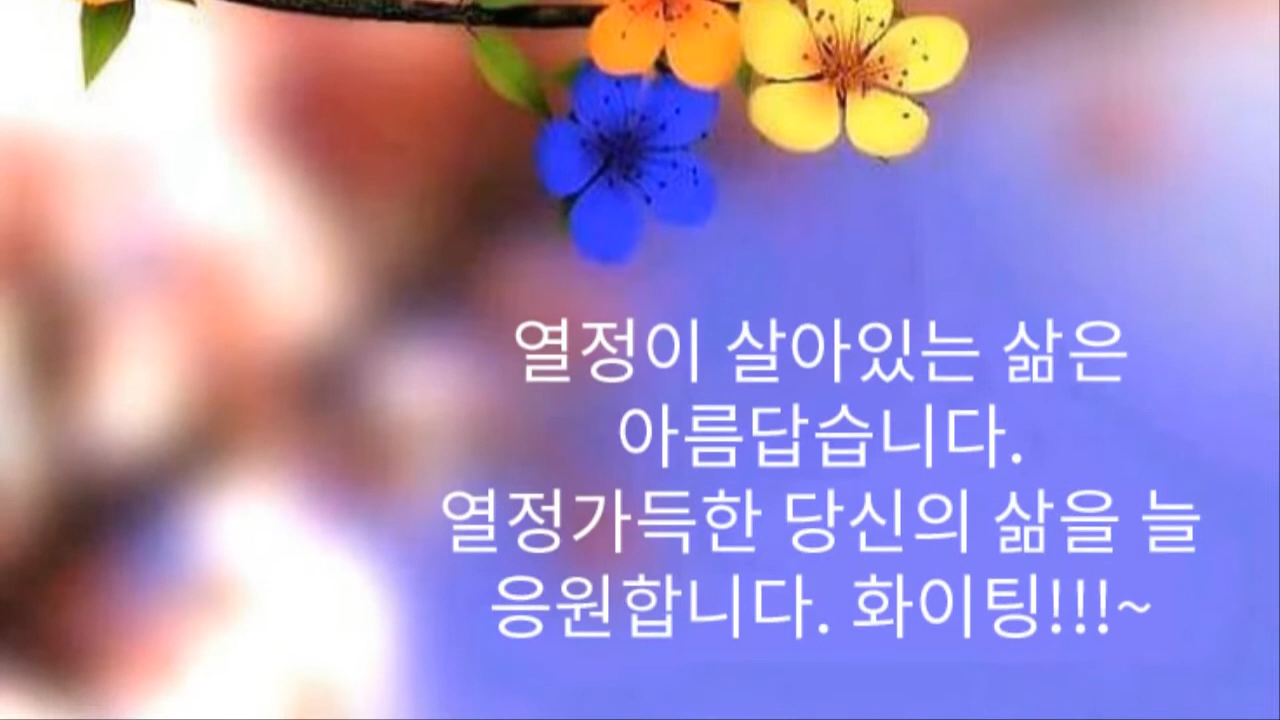 열정이 살아있는 삶은
아름답습니다.
열정가득한 당신의 삶을 늘
응원합니다. 화이팅!!!~